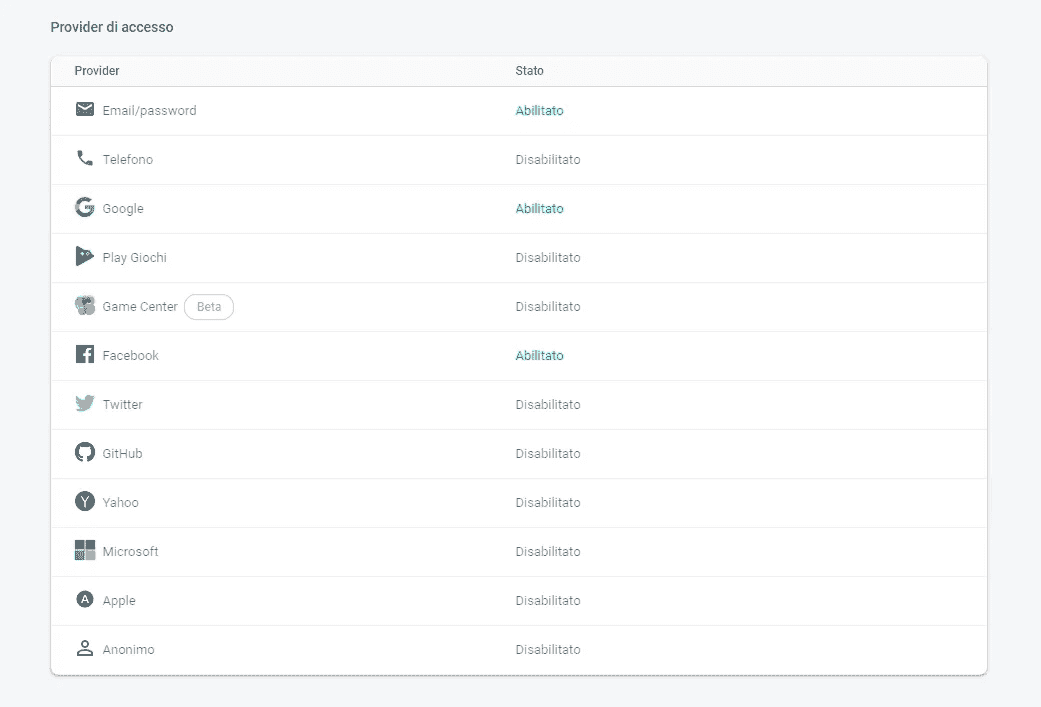 Provider di accesso
Provider Stato
Email/password Abilitato
Telefono Disabilitato
Google Abilitato
Play Giochi Disabilitato
Game Center Beta Disabilitato
Facebook Abilitato
Twitter Disabilitato
GitHub Disabilitato
Yahoo Disabilitato
Microsoft Disabilitato
Apple Disabilitato
Anonimo Disabilitato